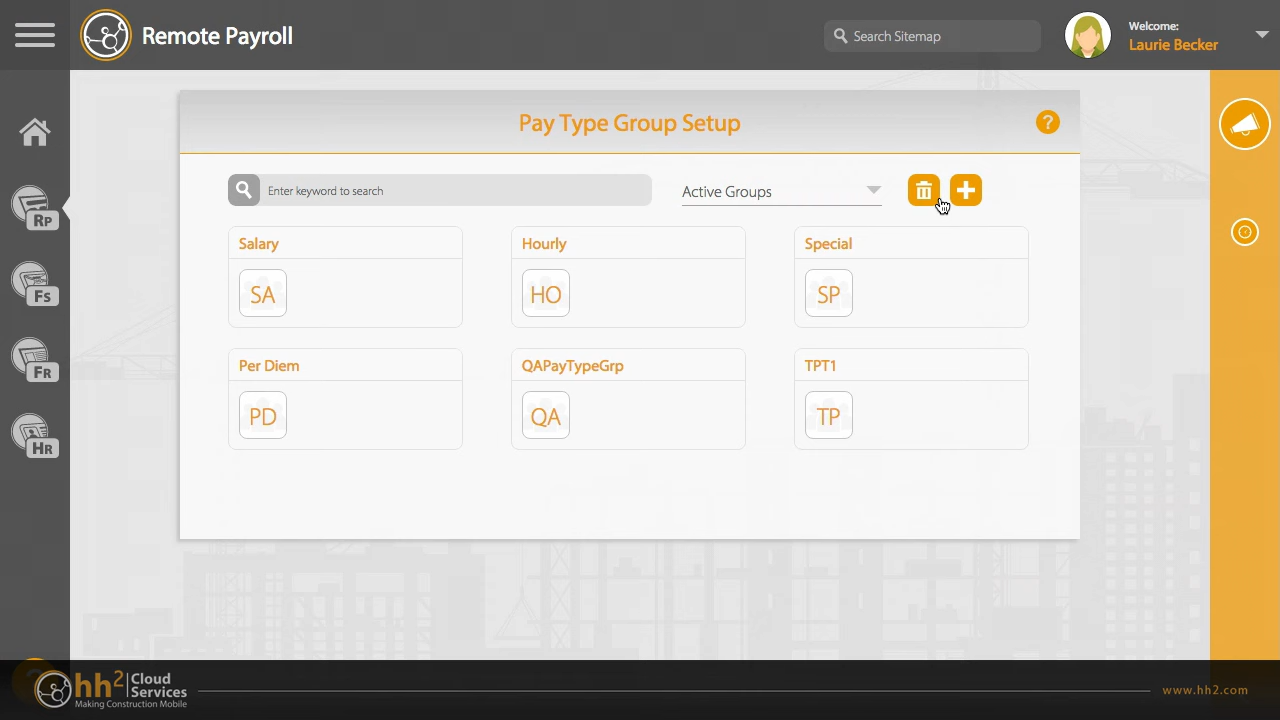 Remote Payroll
Search Sitemap
Welcome:
Laurie Becker
Pay Type Group Setup
?
Enter keyword to search
Active Groups
Salary
SA
Hourly
HO
Special
SP
Per Diem
PD
QAPayTypeGrp
QA
TPT1
TP
RP
FS
FR
HR
hh2 Cloud Services
Making Construction Mobile
www.hh2.com